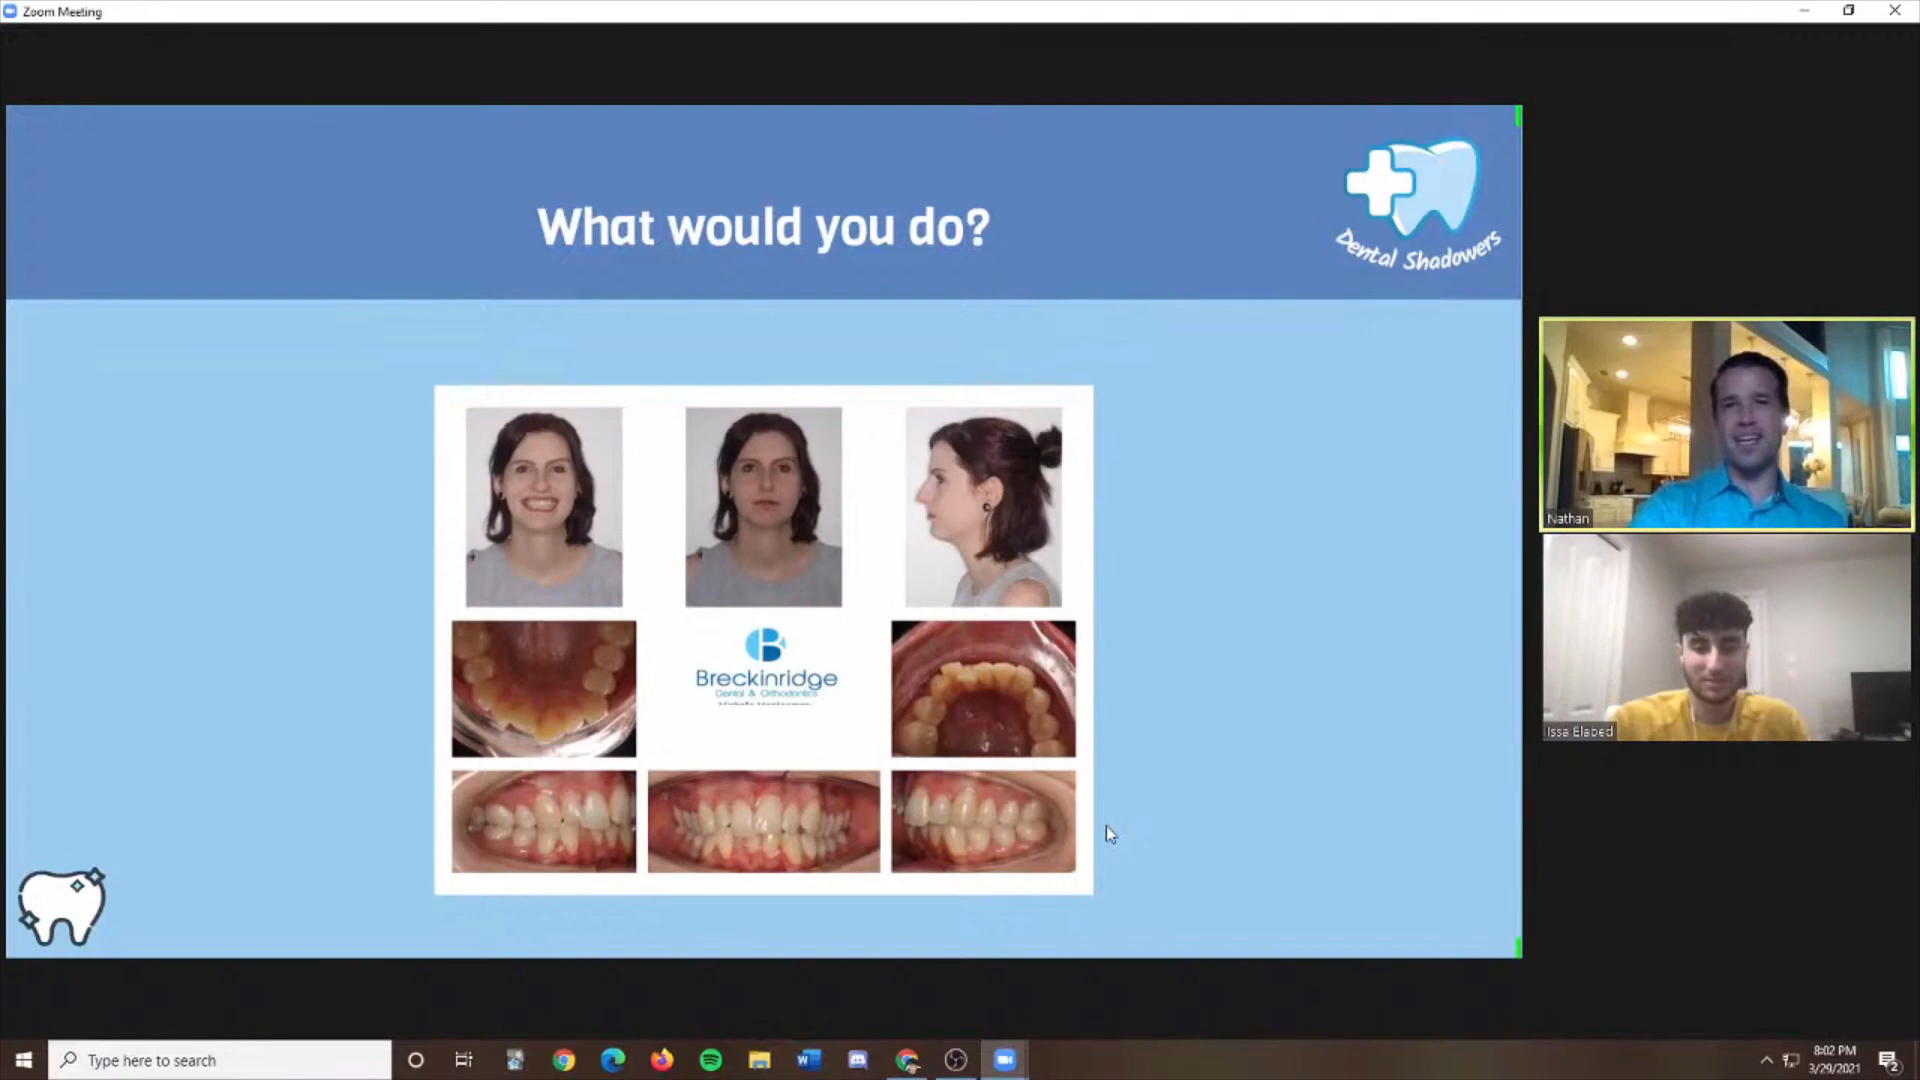 Zoom Meeting
What would you do?
Dental Shadowers
Nathan
Breckinridge
Dental & Orthodontics
Issa Elabed
Type here to search
8:02 PM
3/29/2021
2